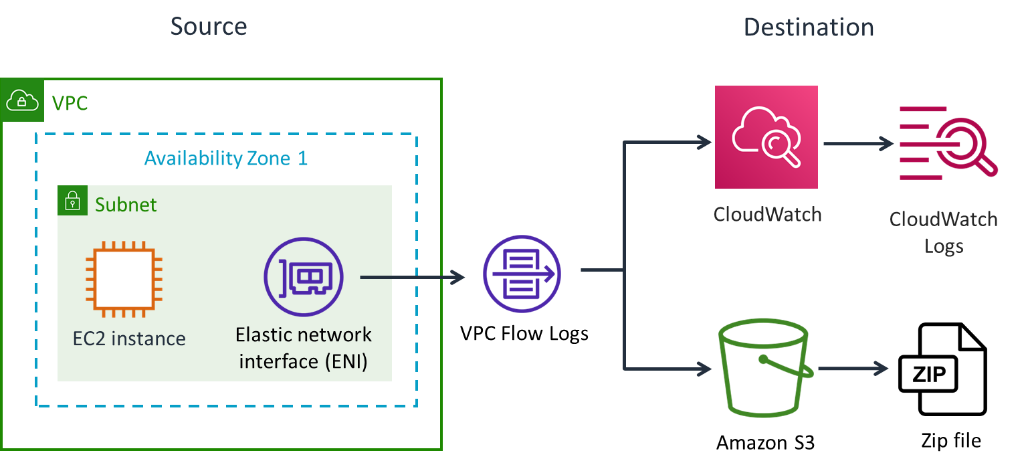 Source
Destination
VPC
Availability Zone 1
Subnet
EC2 instance
Elastic network
interface (ENI)
VPC Flow Logs
CloudWatch
CloudWatch
Logs
Amazon S3
ZIP
Zip file